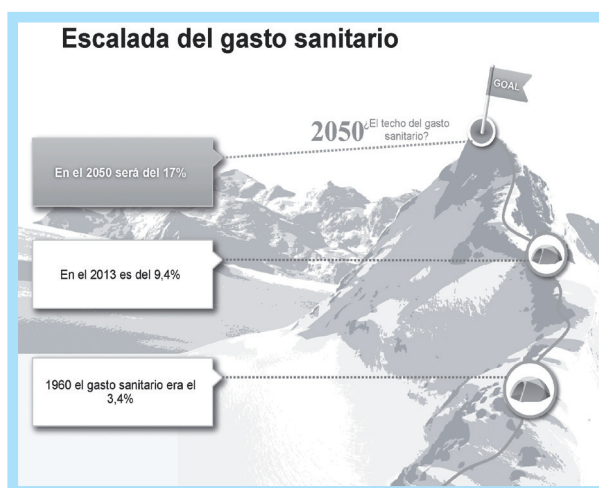 Escalada del gasto sanitario
GOAL
2050 ¿El techo del gasto
sanitario?
En el 2050 será del 17%
En el 2013 es del 9,4%
1960 el gasto sanitario era el
3,4%